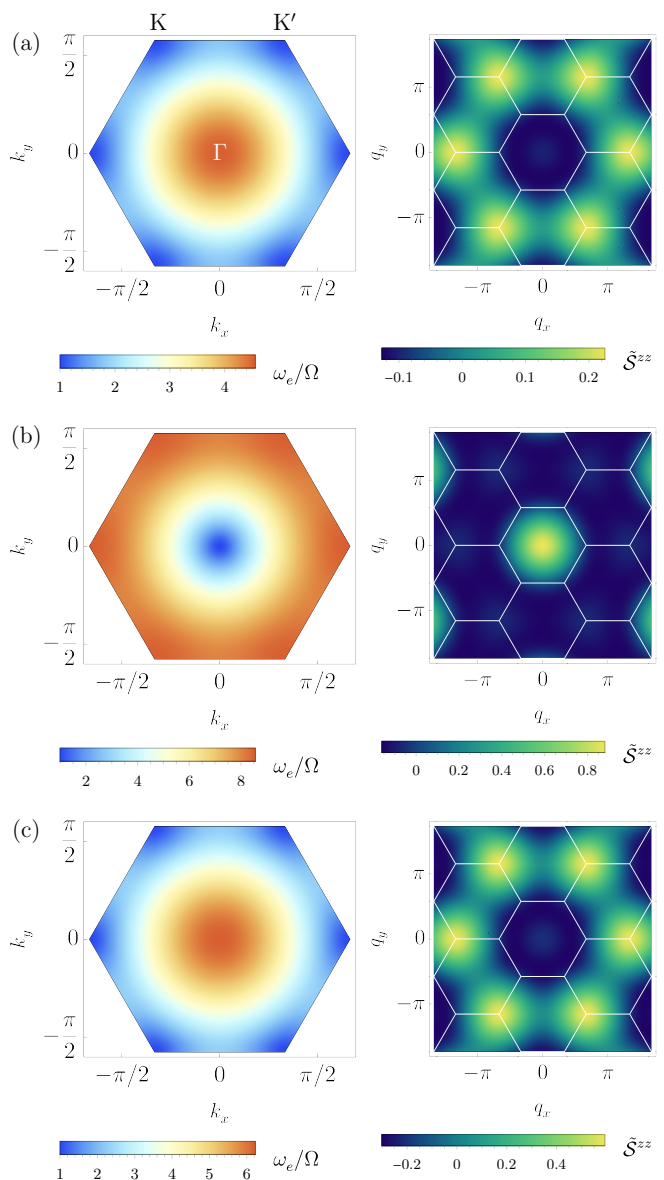 K K′
(a)
π/2 π
k_y 0 Γ q_y 0
−π/2 −π
−π/2 0 π/2 −π 0 π
k_x q_x
1 2 3 4 ω_e/Ω −0.1 0 0.1 0.2 𝒮̃^zz
(b)
π/2 π
k_y 0 q_y 0
−π/2 −π
−π/2 0 π/2 −π 0 π
k_x q_x
2 4 6 8 ω_e/Ω 0 0.2 0.4 0.6 0.8 𝒮̃^zz
(c)
π/2 π
k_y 0 q_y 0
−π/2 −π
−π/2 0 π/2 −π 0 π
k_x q_x
1 2 3 4 5 6 ω_e/Ω −0.2 0 0.2 0.4 𝒮̃^zz